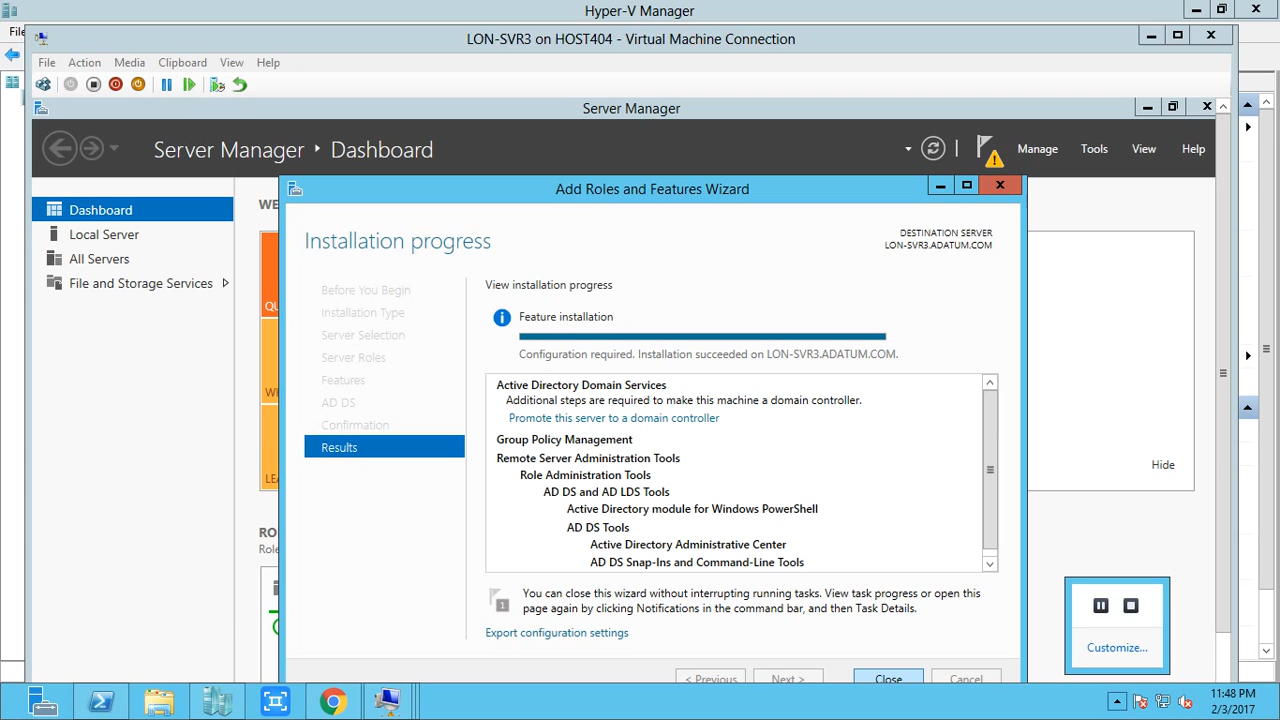 Hyper-V Manager
LON-SVR3 on HOST404 - Virtual Machine Connection
File Action Media Clipboard View Help
Server Manager
Server Manager Dashboard
Manage Tools View Help
Dashboard
Local Server
All Servers
File and Storage Services
WE
QU
WH
LEA
Hide
RO
Role
Add Roles and Features Wizard
Installation progress
DESTINATION SERVER
LON-SVR3.ADATUM.COM
Before You Begin
Installation Type
Server Selection
Server Roles
Features
AD DS
Confirmation
Results
View installation progress
Feature installation
Configuration required. Installation succeeded on LON-SVR3.ADATUM.COM.
Active Directory Domain Services
Additional steps are required to make this machine a domain controller.
Promote this server to a domain controller
Group Policy Management
Remote Server Administration Tools
Role Administration Tools
AD DS and AD LDS Tools
Active Directory module for Windows PowerShell
AD DS Tools
Active Directory Administrative Center
AD DS Snap-Ins and Command-Line Tools
1
You can close this wizard without interrupting running tasks. View task progress or open this
page again by clicking Notifications in the command bar, and then Task Details.
Export configuration settings
< Previous Next > Close Cancel
Customize...
11:48 PM
2/3/2017